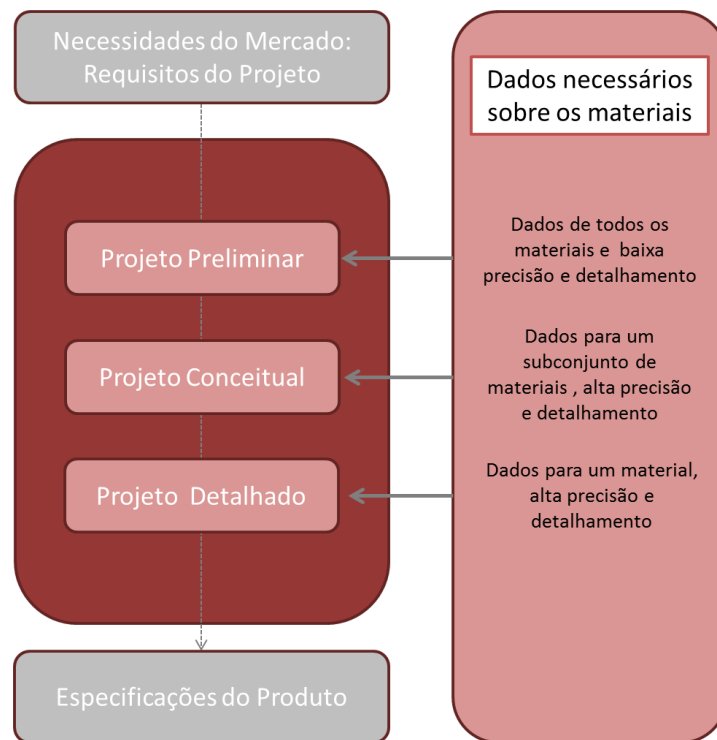 Necessidades do Mercado:
Requisitos do Projeto
Projeto Preliminar
Projeto Conceitual
Projeto Detalhado
Especificações do Produto
Dados necessários
sobre os materiais
Dados de todos os
materiais e baixa
precisão e detalhamento
Dados para um
subconjunto de
materiais , alta precisão
e detalhamento
Dados para um material,
alta precisão e
detalhamento